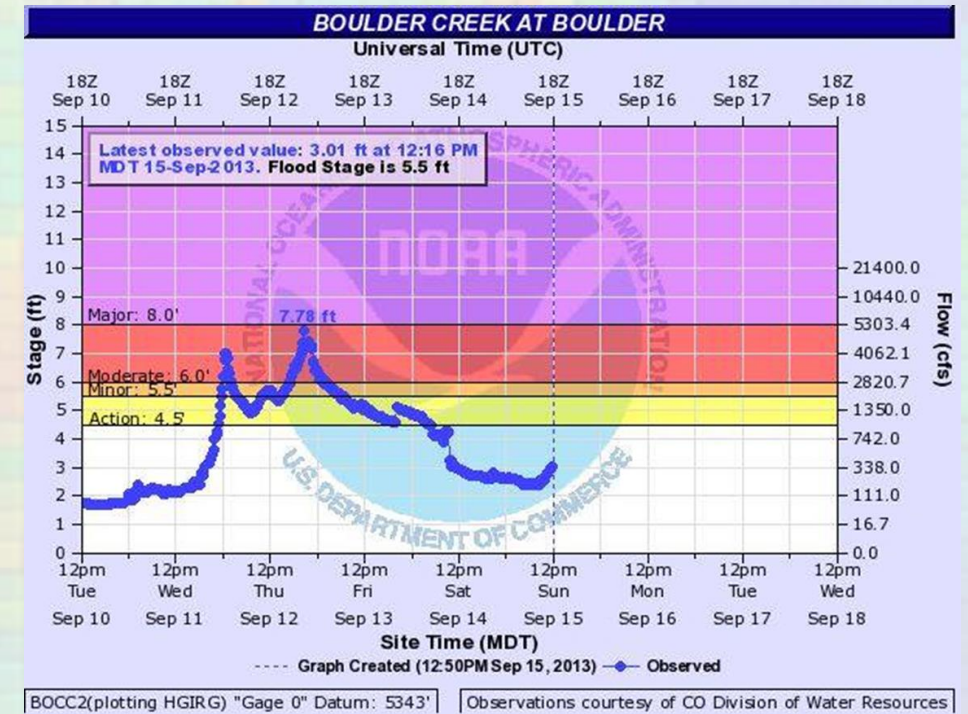 BOULDER CREEK AT BOULDER
Universal Time (UTC)
18Z 18Z 18Z 18Z 18Z 18Z 18Z 18Z 18Z
Sep 10 Sep 11 Sep 12 Sep 13 Sep 14 Sep 15 Sep 16 Sep 17 Sep 18
Latest observed value: 3.01 ft at 12:16 PM
MDT 15-Sep-2013. Flood Stage is 5.5 ft
NATIONAL OCEANIC AND ATMOSPHERIC ADMINISTRATION
NOAA
U.S. DEPARTMENT OF COMMERCE
Stage (ft)
15
14
13
12
11
10 21400.0
9 10440.0
8 5303.4
7 4062.1
6 2820.7
5 1350.0
4 742.0
3 338.0
2 111.0
1 16.7
0 0.0
Flow (cfs)
7.78 ft
Major: 8.0'
Moderate: 6.0'
Minor: 5.5'
Action: 4.5'
12pm 12pm 12pm 12pm 12pm 12pm 12pm 12pm 12pm
Tue Wed Thu Fri Sat Sun Mon Tue Wed
Sep 10 Sep 11 Sep 12 Sep 13 Sep 14 Sep 15 Sep 16 Sep 17 Sep 18
Site Time (MDT)
---- Graph Created (12:50PM Sep 15, 2013) Observed
BOCC2(plotting HGIRG) "Gage 0" Datum: 5343'
Observations courtesy of CO Division of Water Resources